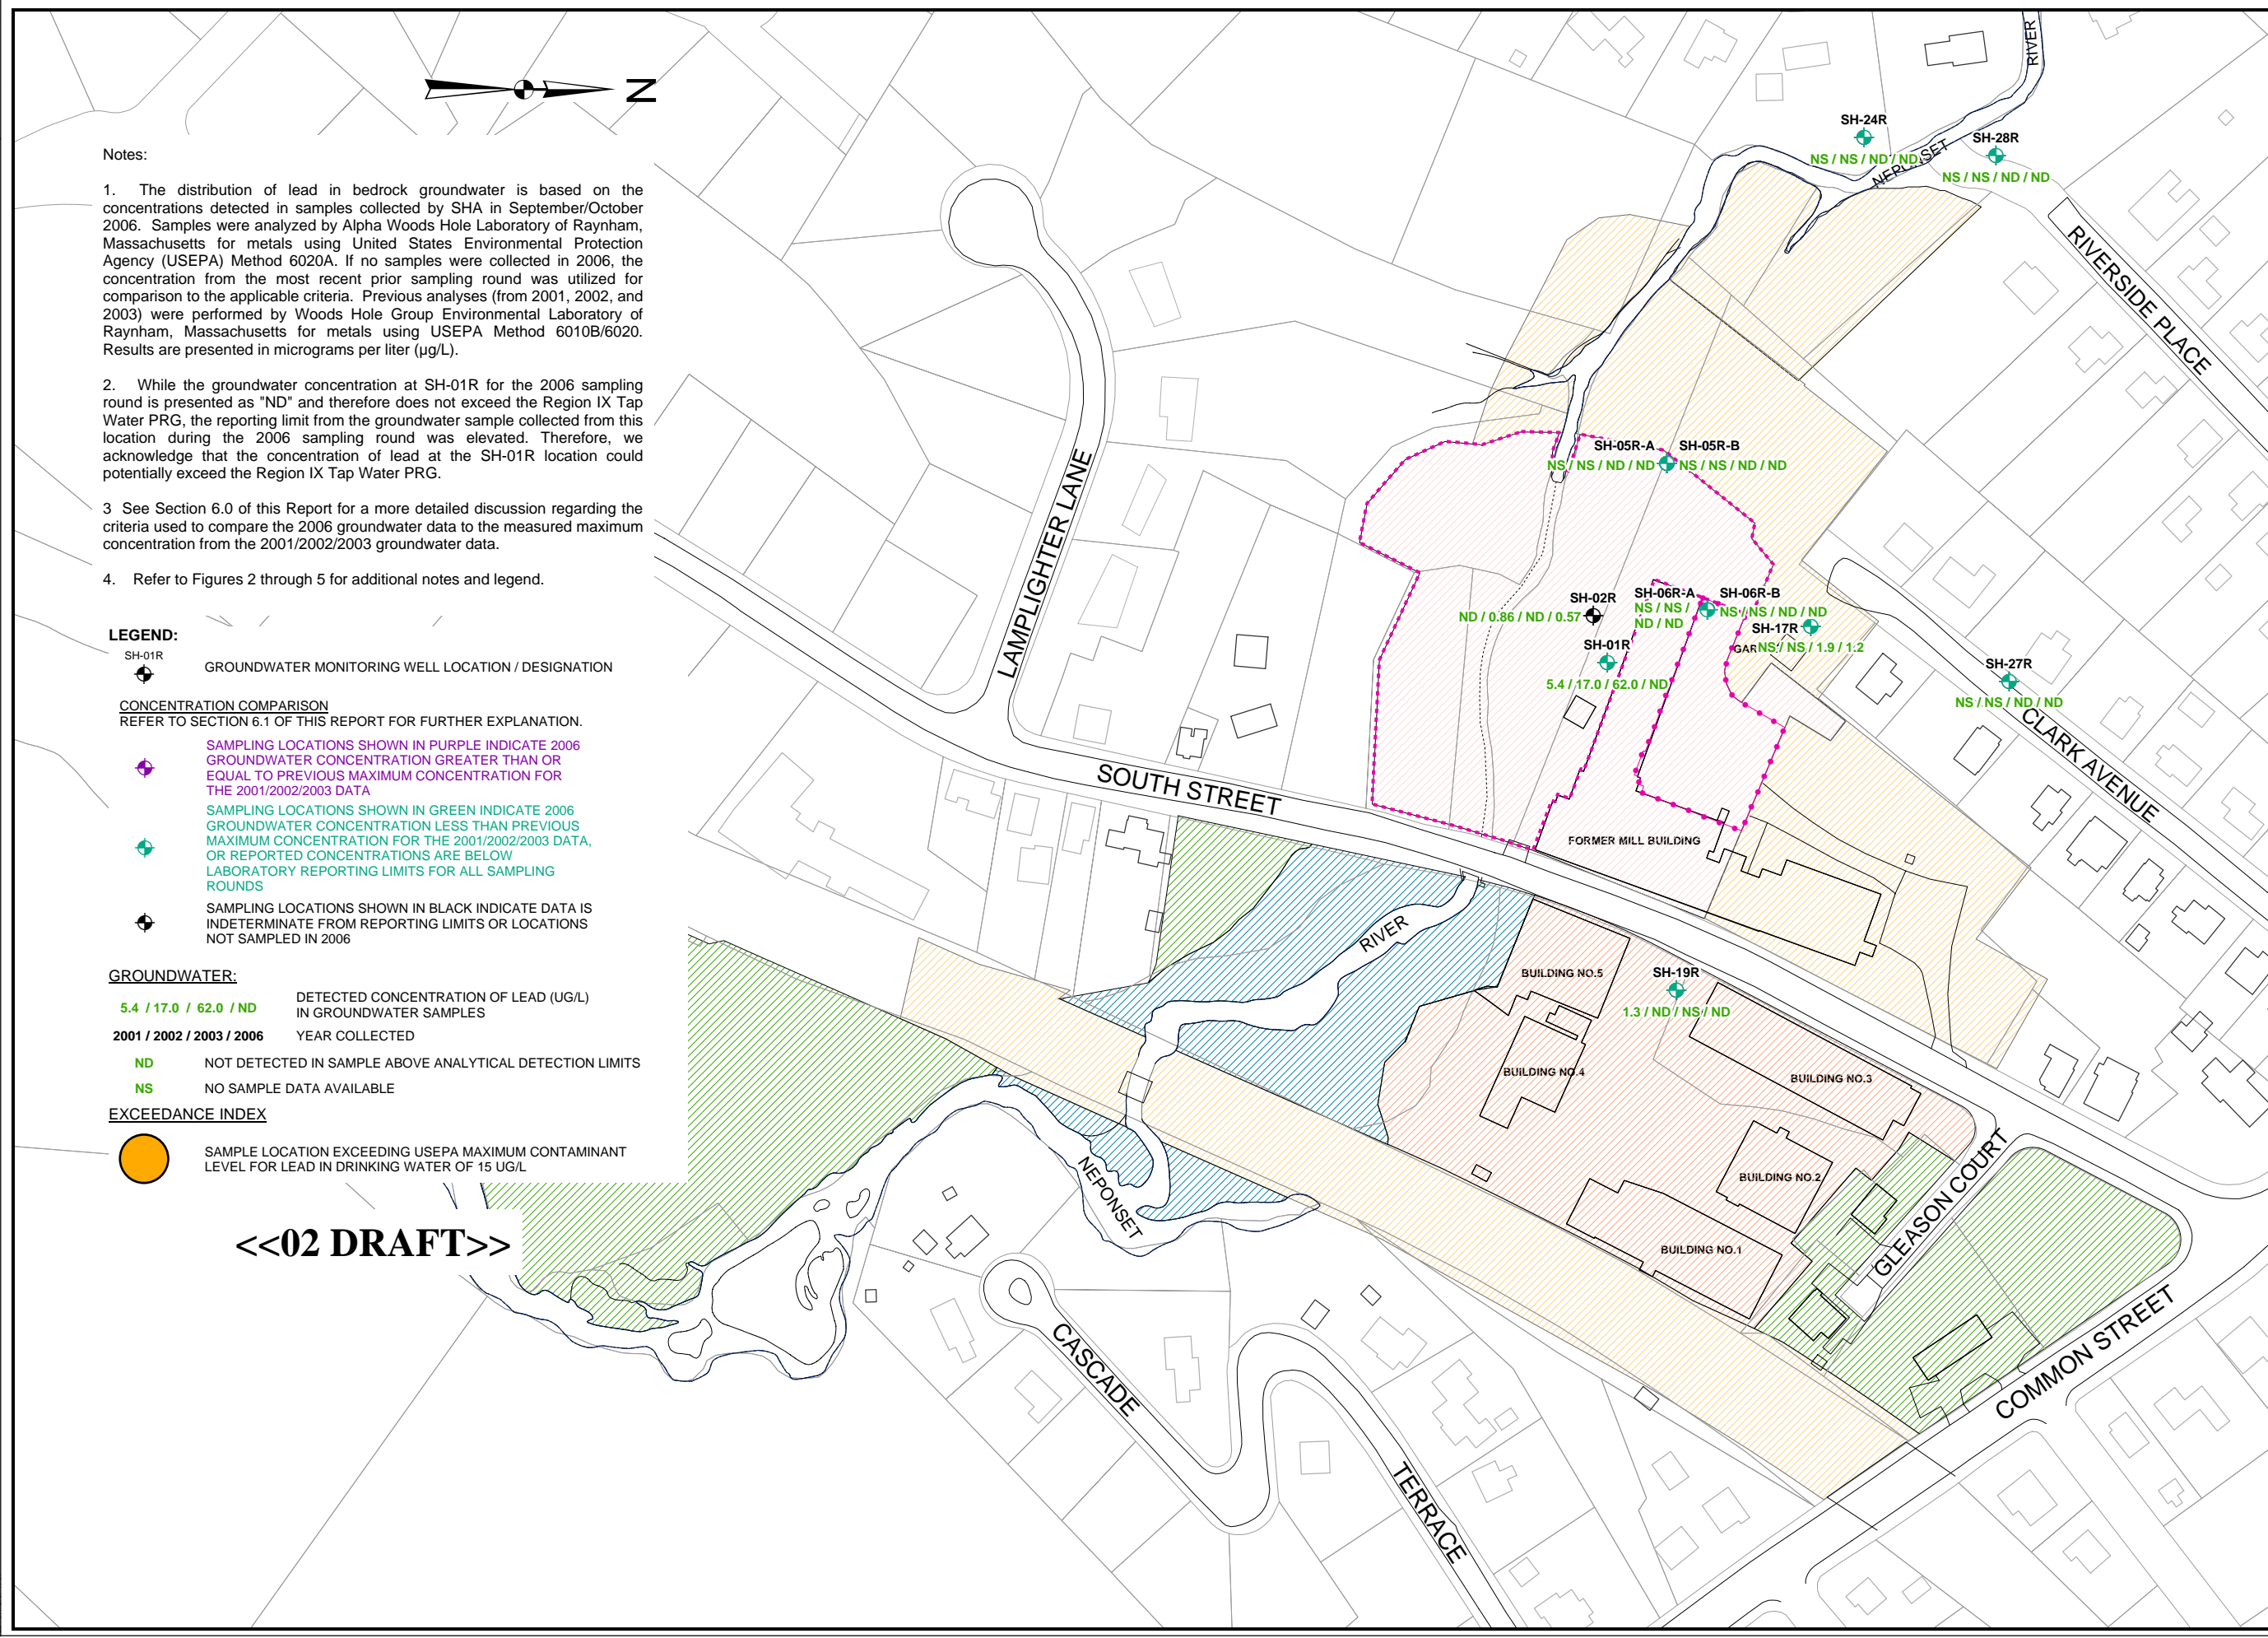 N
Notes:
1. The distribution of lead in bedrock groundwater is based on the
concentrations detected in samples collected by SHA in September/October
2006. Samples were analyzed by Alpha Woods Hole Laboratory of Raynham,
Massachusetts for metals using United States Environmental Protection
Agency (USEPA) Method 6020A. If no samples were collected in 2006, the
concentration from the most recent prior sampling round was utilized for
comparison to the applicable criteria. Previous analyses (from 2001, 2002, and
2003) were performed by Woods Hole Group Environmental Laboratory of
Raynham, Massachusetts for metals using USEPA Method 6010B/6020.
Results are presented in micrograms per liter (µg/L).
2. While the groundwater concentration at SH-01R for the 2006 sampling
round is presented as "ND" and therefore does not exceed the Region IX Tap
Water PRG, the reporting limit from the groundwater sample collected from this
location during the 2006 sampling round was elevated. Therefore, we
acknowledge that the concentration of lead at the SH-01R location could
potentially exceed the Region IX Tap Water PRG.
3 See Section 6.0 of this Report for a more detailed discussion regarding the
criteria used to compare the 2006 groundwater data to the measured maximum
concentration from the 2001/2002/2003 groundwater data.
4. Refer to Figures 2 through 5 for additional notes and legend.
LEGEND:
SH-01R
GROUNDWATER MONITORING WELL LOCATION / DESIGNATION
CONCENTRATION COMPARISON
REFER TO SECTION 6.1 OF THIS REPORT FOR FURTHER EXPLANATION.
SAMPLING LOCATIONS SHOWN IN PURPLE INDICATE 2006
GROUNDWATER CONCENTRATION GREATER THAN OR
EQUAL TO PREVIOUS MAXIMUM CONCENTRATION FOR
THE 2001/2002/2003 DATA
SAMPLING LOCATIONS SHOWN IN GREEN INDICATE 2006
GROUNDWATER CONCENTRATION LESS THAN PREVIOUS
MAXIMUM CONCENTRATION FOR THE 2001/2002/2003 DATA,
OR REPORTED CONCENTRATIONS ARE BELOW
LABORATORY REPORTING LIMITS FOR ALL SAMPLING
ROUNDS
SAMPLING LOCATIONS SHOWN IN BLACK INDICATE DATA IS
INDETERMINATE FROM REPORTING LIMITS OR LOCATIONS
NOT SAMPLED IN 2006
GROUNDWATER:
5.4 / 17.0 / 62.0 / ND
DETECTED CONCENTRATION OF LEAD (UG/L)
IN GROUNDWATER SAMPLES
2001 / 2002 / 2003 / 2006 YEAR COLLECTED
ND NOT DETECTED IN SAMPLE ABOVE ANALYTICAL DETECTION LIMITS
NS NO SAMPLE DATA AVAILABLE
EXCEEDANCE INDEX
SAMPLE LOCATION EXCEEDING USEPA MAXIMUM CONTAMINANT
LEVEL FOR LEAD IN DRINKING WATER OF 15 UG/L
<<02 DRAFT>>
RIVER
SH-24R
NS / NS / ND / ND
NEPONSET
SH-28R
NS / NS / ND / ND
RIVERSIDE PLACE
LAMPLIGHTER LANE
SH-05R-A
NS / NS / ND / ND
SH-05R-B
NS / NS / ND / ND
SH-02R
ND / 0.86 / ND / 0.57
SH-06R-A
NS / NS /
ND / ND
SH-06R-B
NS / NS / ND / ND
SH-17R
GAR
NS / NS / 1.9 / 1.2
SH-01R
5.4 / 17.0 / 62.0 / ND
SH-27R
NS / NS / ND / ND
CLARK AVENUE
SOUTH STREET
FORMER MILL BUILDING
RIVER
BUILDING NO.5
SH-19R
1.3 / ND / NS / ND
BUILDING NO.4
BUILDING NO.3
BUILDING NO.2
BUILDING NO.1
NEPONSET
GLEASON COURT
COMMON STREET
CASCADE
TERRACE